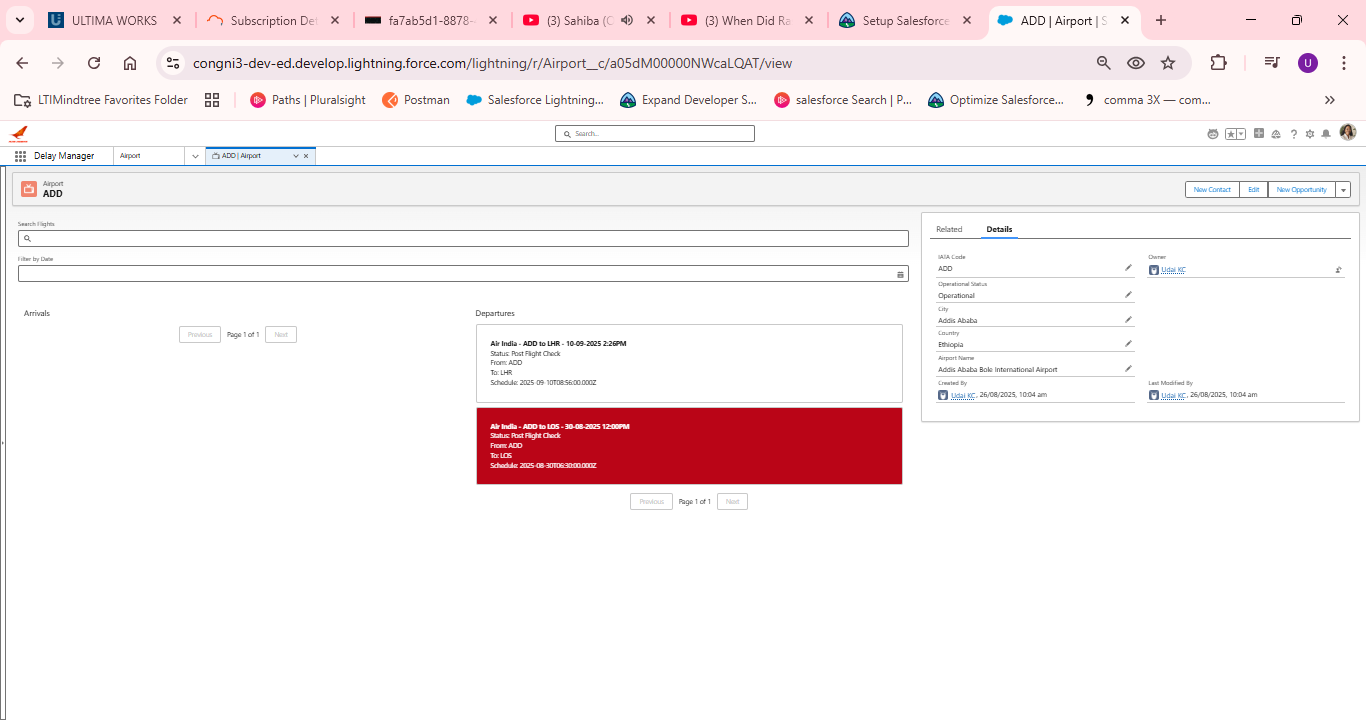 ULTIMA WORKS
Subscription Det
fa7ab5d1-8878-
(3) Sahiba (O
(3) When Did Ra
Setup Salesforce
ADD | Airport | S
congni3-dev-ed.develop.lightning.force.com/lightning/r/Airport__c/a05dM00000NWcaLQAT/view
U
LTIMindtree Favorites Folder
Paths | Pluralsight
Postman
Salesforce Lightning...
Expand Developer S...
salesforce Search | P...
Optimize Salesforce...
comma 3X — com...
Search...
Delay Manager
Airport
ADD | Airport
Airport
ADD
New Contact
Edit
New Opportunity
Search Flights
Filter by Date
Arrivals
Previous
Page 1 of 1
Next
Departures
Air India - ADD to LHR - 10-09-2025 2:26PM
Status: Post Flight Check
From: ADD
To: LHR
Schedule: 2025-09-10T08:56:00.000Z
Air India - ADD to LOS - 30-08-2025 12:00PM
Status: Post Flight Check
From: ADD
To: LOS
Schedule: 2025-08-30T06:30:00.000Z
Previous
Page 1 of 1
Next
Related
Details
IATA Code
ADD
Owner
Udai KC
Operational Status
Operational
City
Addis Ababa
Country
Ethiopia
Airport Name
Addis Ababa Bole International Airport
Created By
Udai KC, 26/08/2025, 10:04 am
Last Modified By
Udai KC, 26/08/2025, 10:04 am